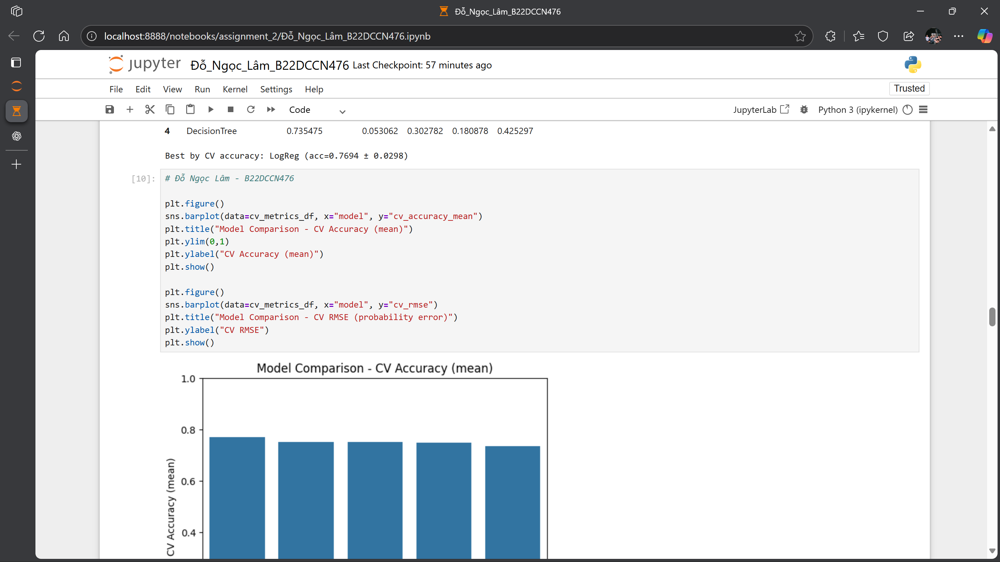 Đỗ_Ngọc_Lâm_B22DCCN476
localhost:8888/notebooks/assignment_2/Đỗ_Ngọc_Lâm_B22DCCN476.ipynb
jupyter Đỗ_Ngọc_Lâm_B22DCCN476 Last Checkpoint: 57 minutes ago
File Edit View Run Kernel Settings Help Trusted
Code JupyterLab Python 3 (ipykernel)
4 DecisionTree 0.735475 0.053062 0.302782 0.180878 0.425297
Best by CV accuracy: LogReg (acc=0.7694 ± 0.0298)
[10]: # Đỗ Ngọc Lâm - B22DCCN476
plt.figure()
sns.barplot(data=cv_metrics_df, x="model", y="cv_accuracy_mean")
plt.title("Model Comparison - CV Accuracy (mean)")
plt.ylim(0,1)
plt.ylabel("CV Accuracy (mean)")
plt.show()
plt.figure()
sns.barplot(data=cv_metrics_df, x="model", y="cv_rmse")
plt.title("Model Comparison - CV RMSE (probability error)")
plt.ylabel("CV RMSE")
plt.show()
Model Comparison - CV Accuracy (mean)
1.0
0.8
0.6
0.4
CV Accuracy (mean)